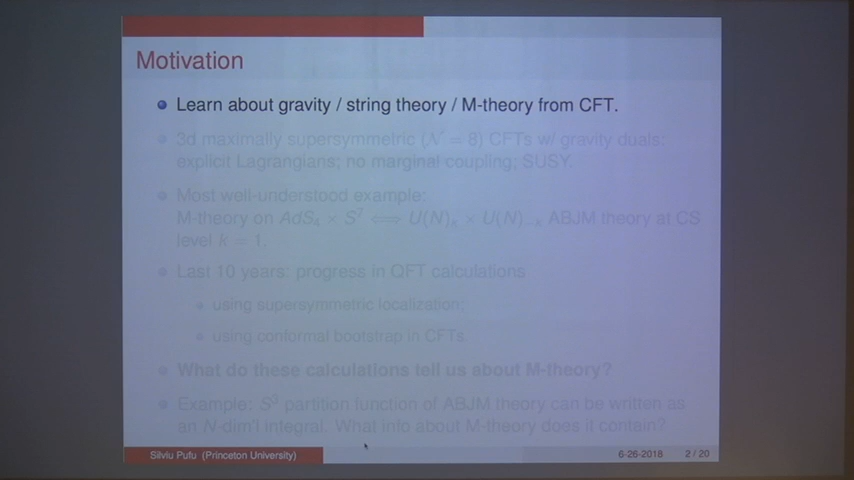 Motivation
Learn about gravity / string theory / M-theory from CFT.
3d maximally supersymmetric (N = 8) CFTs w/ gravity duals:
explicit Lagrangians; no marginal coupling; SUSY.
Most well-understood example:
M-theory on AdS₄ × S⁷ ⟺ U(N)ₖ × U(N)₋ₖ ABJM theory at CS
level k = 1.
Last 10 years: progress in QFT calculations
using supersymmetric localization;
using conformal bootstrap in CFTs
What do these calculations tell us about M-theory?
Example: S³ partition function of ABJM theory can be written as
an N-dim'l integral. What info about M-theory does it contain?
Silviu Pufu (Princeton University)
6-26-2018
2 / 20